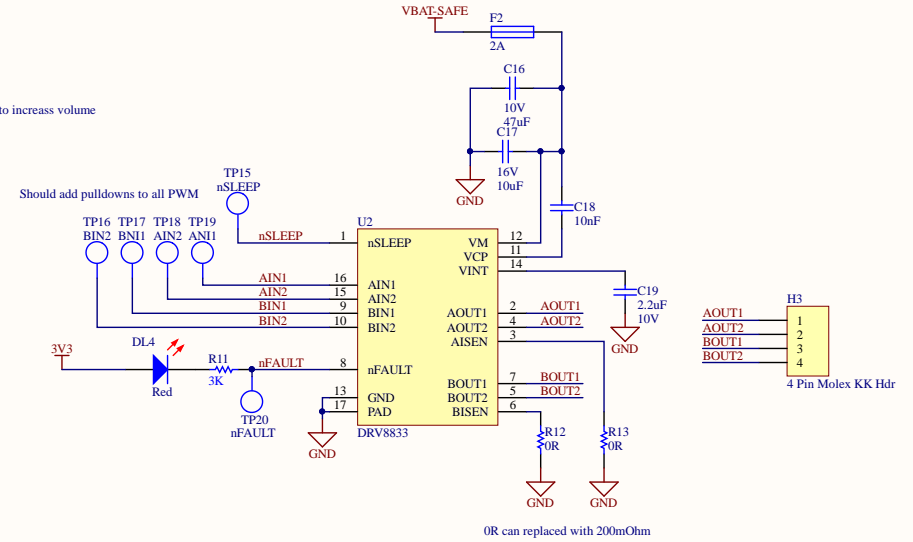 VBAT-SAFE
F2
2A
C16
10V
47uF
C17
16V
10uF
GND
to increass volume
Should add pulldowns to all PWM
TP15
nSLEEP
TP16 TP17 TP18 TP19
BIN2 BNI1 AIN2 ANI1
C18
10nF
U2
nSLEEP 1 nSLEEP VM 12
VCP 11
VINT 14
AIN1 16 AIN1
AIN2 15 AIN2
BIN1 9 BIN1
BIN2 10 BIN2
AOUT1 2 AOUT1
AOUT2 4 AOUT2
AISEN 3
C19
2.2uF
10V
GND
3V3
DL4
Red
R11
3K
nFAULT 8 nFAULT
TP20
nFAULT
13 GND
17 PAD
GND
BOUT1 7 BOUT1
BOUT2 5 BOUT2
BISEN 6
DRV8833
R12
0R
GND
R13
0R
GND
0R can replaced with 200mOhm
H3
AOUT1 1
AOUT2 2
BOUT1 3
BOUT2 4
4 Pin Molex KK Hdr